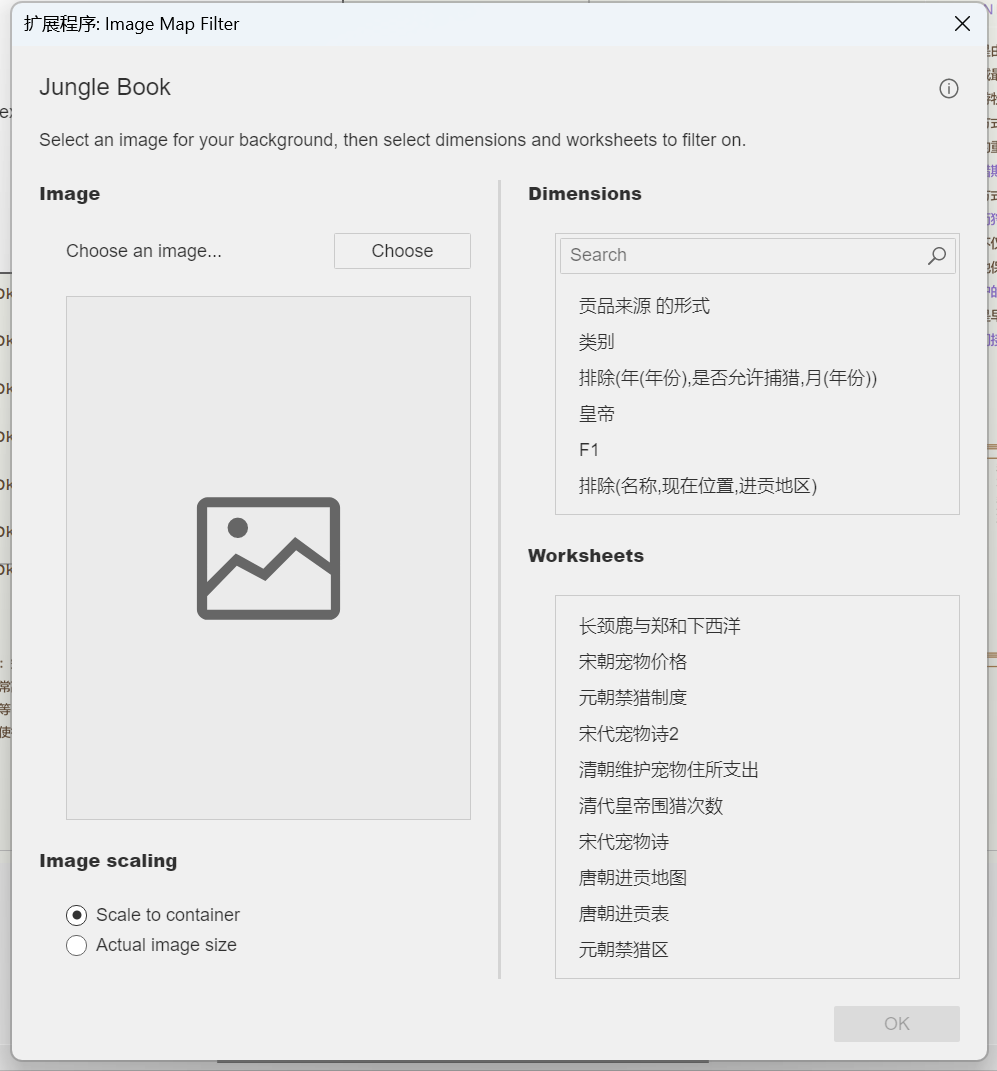 扩展程序: Image Map Filter
Jungle Book
Select an image for your background, then select dimensions and worksheets to filter on.
Image
Choose an image...
Choose
Image scaling
Scale to container
Actual image size
Dimensions
Search
贡品来源 的形式
类别
排除(年(年份),是否允许捕猎,月(年份))
皇帝
F1
排除(名称,现在位置,进贡地区)
Worksheets
长颈鹿与郑和下西洋
宋朝宠物价格
元朝禁猎制度
宋代宠物诗2
清朝维护宠物住所支出
清代皇帝围猎次数
宋代宠物诗
唐朝进贡地图
唐朝进贡表
元朝禁猎区
OK